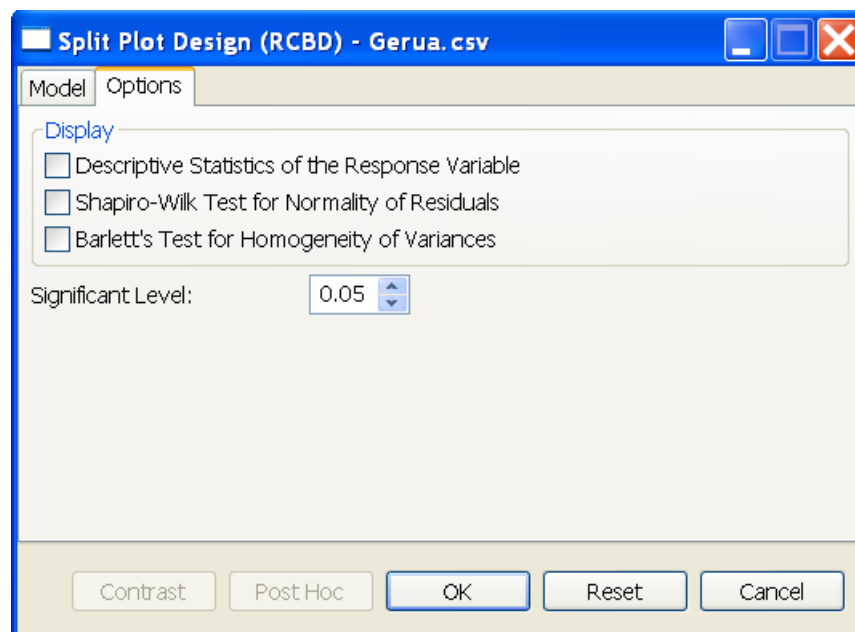 Split Plot Design (RCBD) - Gerua.csv
Model Options
Display
Descriptive Statistics of the Response Variable
Shapiro-Wilk Test for Normality of Residuals
Barlett's Test for Homogeneity of Variances
Significant Level: 0.05
Contrast Post Hoc OK Reset Cancel